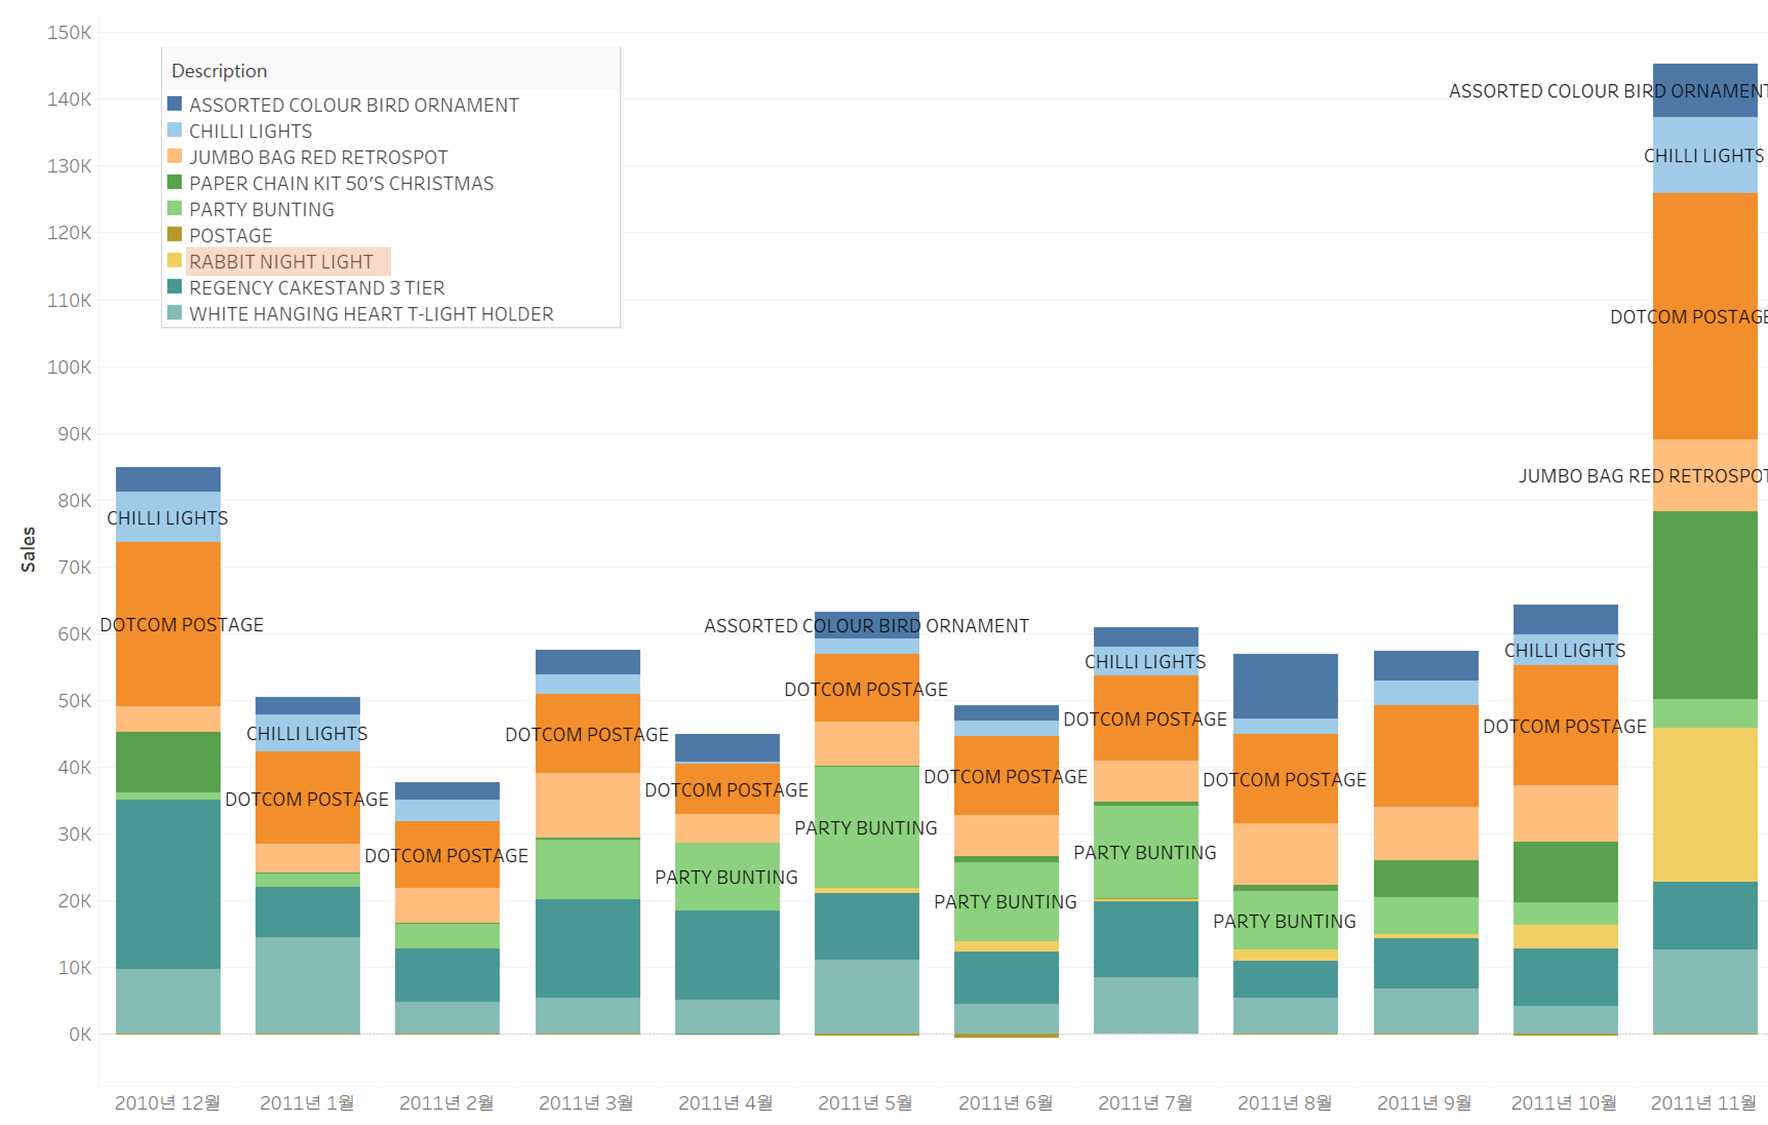 150K
140K
130K
120K
110K
100K
90K
80K
70K
60K
50K
40K
30K
20K
10K
0K
Sales
Description
ASSORTED COLOUR BIRD ORNAMENT
CHILLI LIGHTS
JUMBO BAG RED RETROSPOT
PAPER CHAIN KIT 50'S CHRISTMAS
PARTY BUNTING
POSTAGE
RABBIT NIGHT LIGHT
REGENCY CAKESTAND 3 TIER
WHITE HANGING HEART T-LIGHT HOLDER
CHILLI LIGHTS
DOTCOM POSTAGE
CHILLI LIGHTS
DOTCOM POSTAGE
DOTCOM POSTAGE
DOTCOM POSTAGE
DOTCOM POSTAGE
PARTY BUNTING
ASSORTED COLOUR BIRD ORNAMENT
DOTCOM POSTAGE
PARTY BUNTING
DOTCOM POSTAGE
PARTY BUNTING
CHILLI LIGHTS
DOTCOM POSTAGE
PARTY BUNTING
DOTCOM POSTAGE
PARTY BUNTING
CHILLI LIGHTS
DOTCOM POSTAGE
ASSORTED COLOUR BIRD ORNAMENT
CHILLI LIGHTS
DOTCOM POSTAGE
JUMBO BAG RED RETROSPOT
2010년 12월
2011년 1월
2011년 2월
2011년 3월
2011년 4월
2011년 5월
2011년 6월
2011년 7월
2011년 8월
2011년 9월
2011년 10월
2011년 11월